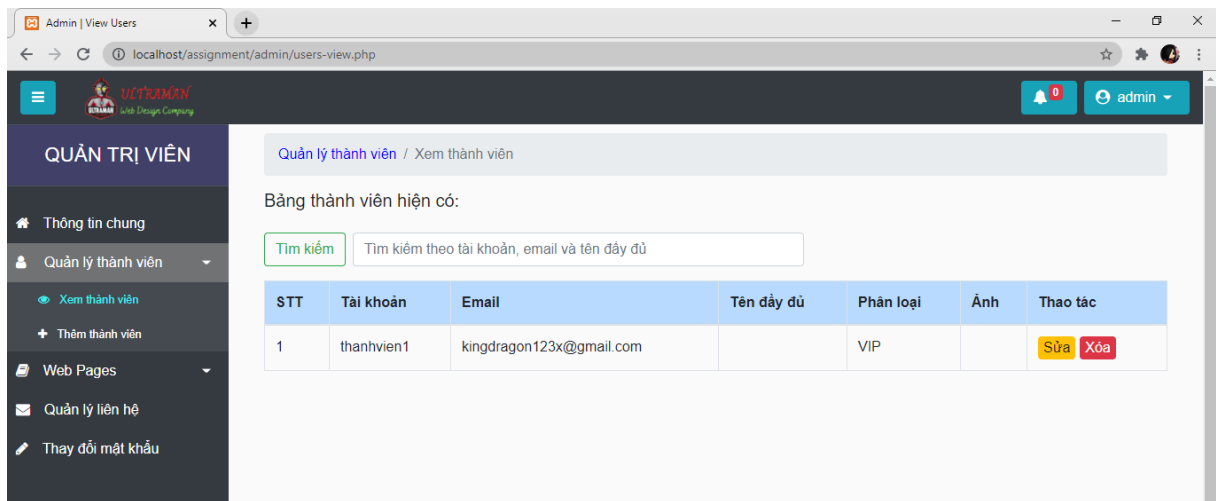 Admin | View Users
localhost/assignment/admin/users-view.php
ULTRAMAN
ULTRAMAN Web Design Company
0
admin
QUẢN TRỊ VIÊN
Quản lý thành viên / Xem thành viên
Bảng thành viên hiện có:
Thông tin chung
Tìm kiếm Tìm kiếm theo tài khoản, email và tên đầy đủ
Quản lý thành viên
Xem thành viên
Thêm thành viên
Web Pages
Quản lý liên hệ
Thay đổi mật khẩu
STT Tài khoản Email Tên đầy đủ Phân loại Ảnh Thao tác
1 thanhvien1 kingdragon123x@gmail.com VIP Sửa Xóa